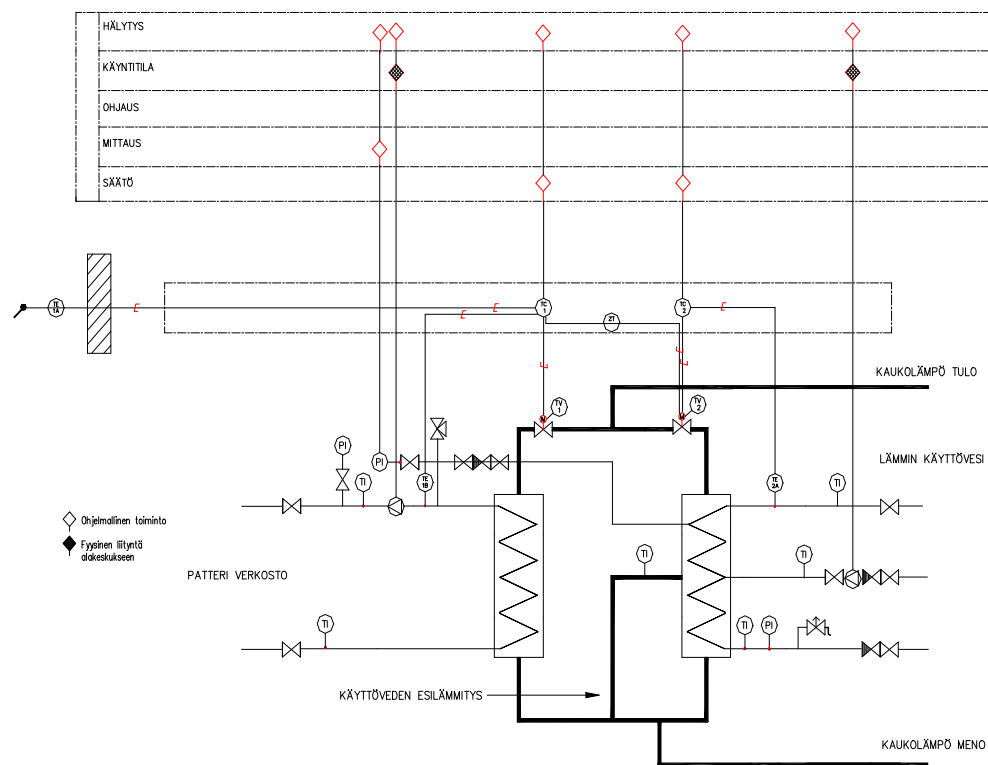 HÄLYTYS
KÄYNTITILA
OHJAUS
MITTAUS
SÄÄTÖ
TE 1A
TC 1
TC 2
ZT
KAUKOLÄMPÖ TULO
M
TV 1
M
TV 2
PI
PI
TI
TE 1B
LÄMMIN KÄYTTÖVESI
TE 2A
TI
Ohjelmallinen toiminto
Fyysinen liityntä
alakeskukseen
PATTERI VERKOSTO
TI
TI
TI
TI
PI
KÄYTTÖVEDEN ESILÄMMITYS
KAUKOLÄMPÖ MENO